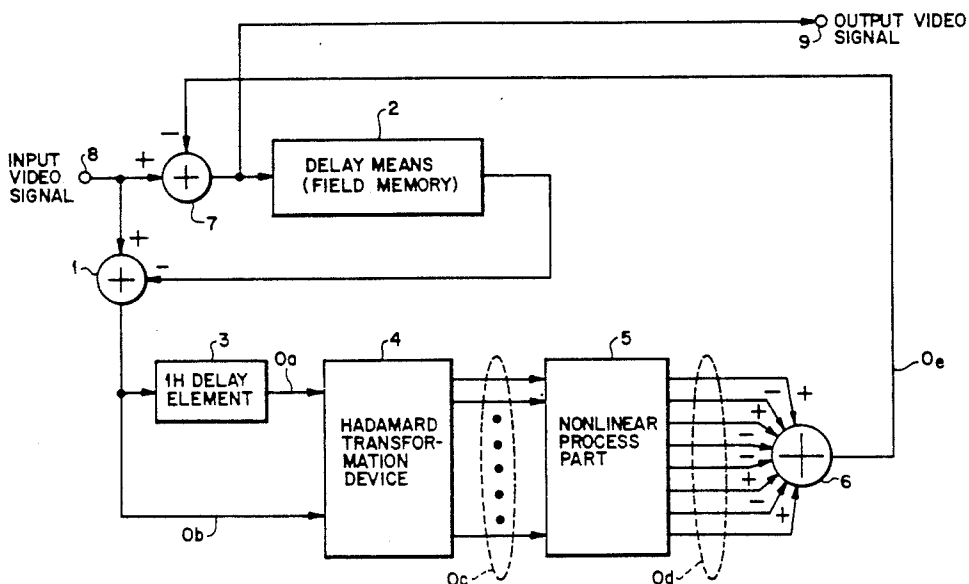 OUTPUT VIDEO
SIGNAL
9
2
INPUT
VIDEO
SIGNAL
8
+
−
+
7
DELAY MEANS
(FIELD MEMORY)
+
−
1
+
3
1H DELAY
ELEMENT
Oa
4
HADAMARD
TRANSFOR-
MATION
DEVICE
5
NONLINEAR
PROCESS
PART
Oe
−
+
+
−
−
+
−
+
+
6
Ob
Oc
Od